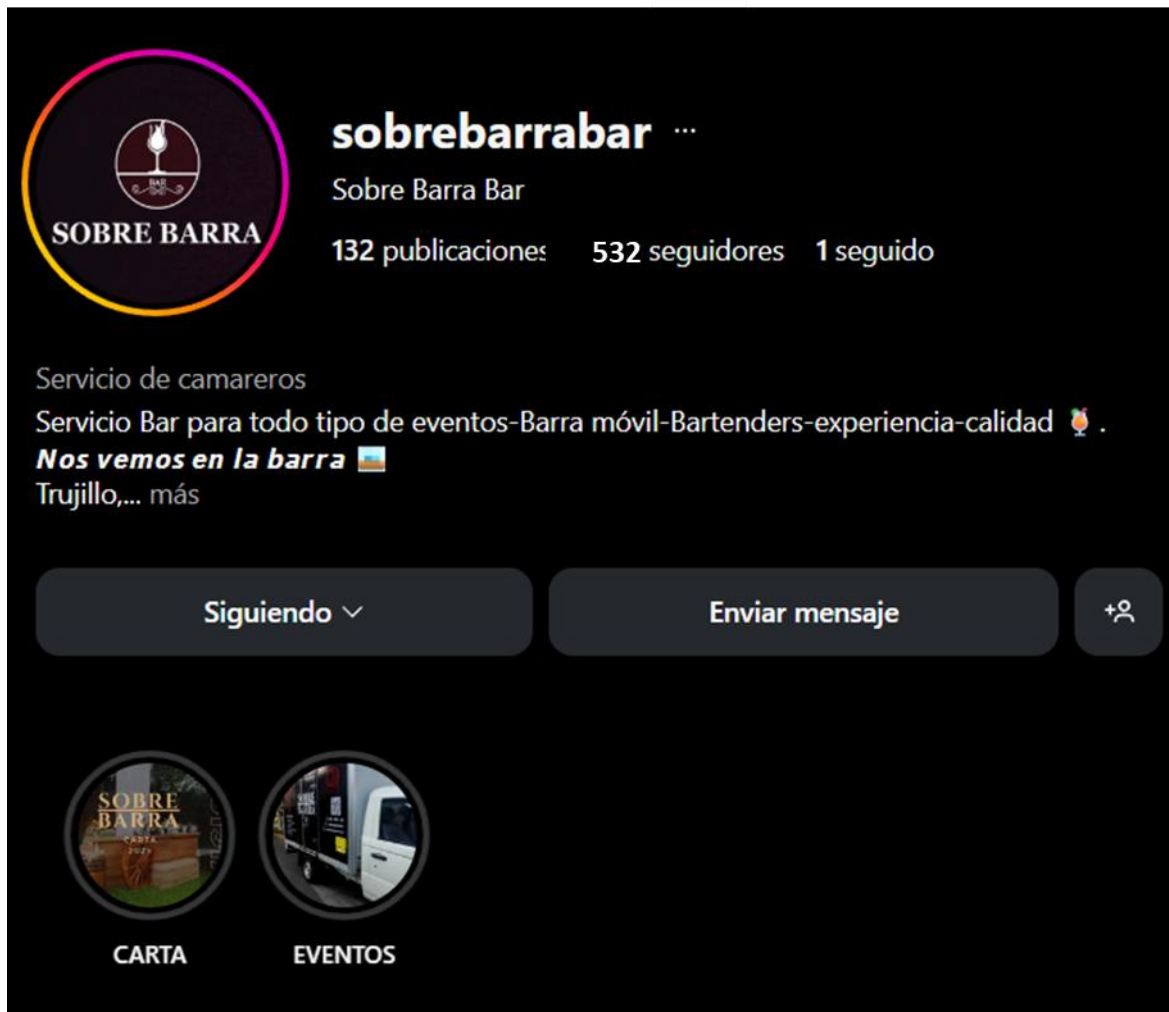 sobrebarrabar ...
Sobre Barra Bar
BAR
SOBRE BARRA
132 publicaciones 532 seguidores 1 seguido
Servicio de camareros
Servicio Bar para todo tipo de eventos-Barra móvil-Bartenders-experiencia-calidad 🍹 .
Nos vemos en la barra
Trujillo,... más
Siguiendo
Enviar mensaje
SOBRE
BARRA
CARTA
CARTA
EVENTOS